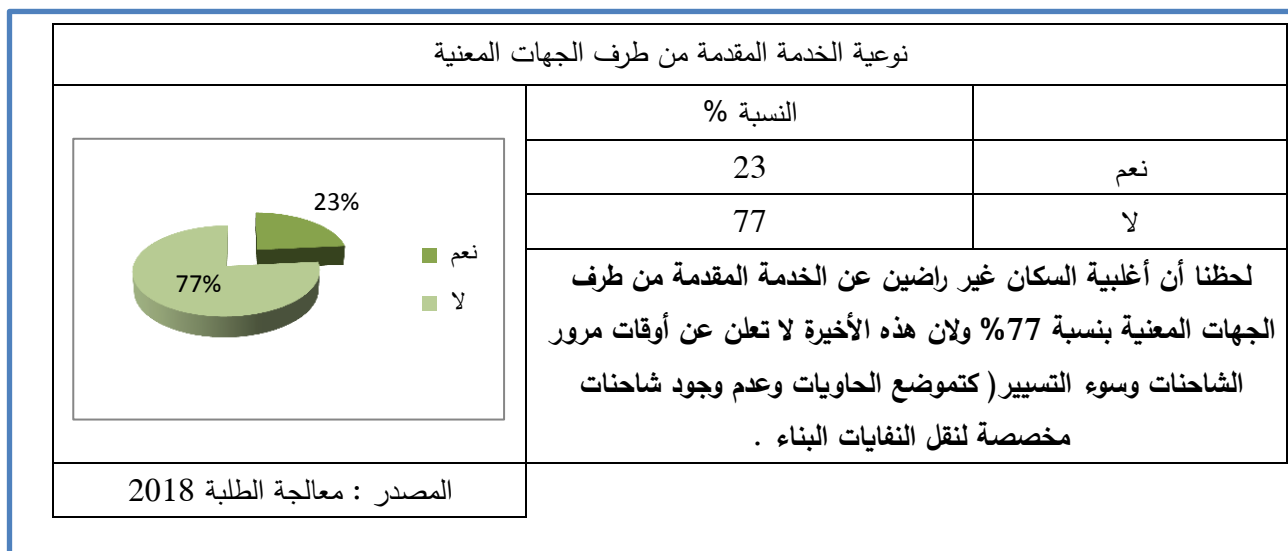 نوعية الخدمة المقدمة من طرف الجهات المعنية
النسبة %
نعم 23
لا 77
لحظنا أن أغلبية السكان غير راضين عن الخدمة المقدمة من طرف
الجهات المعنية بنسبة 77% ولان هذه الأخيرة لا تعلن عن أوقات مرور
الشاحنات وسوء التسيير( كتموضع الحاويات وعدم وجود شاحنات
مخصصة لنقل النفايات البناء .
23%
77%
نعم
لا
المصدر : معالجة الطلبة 2018